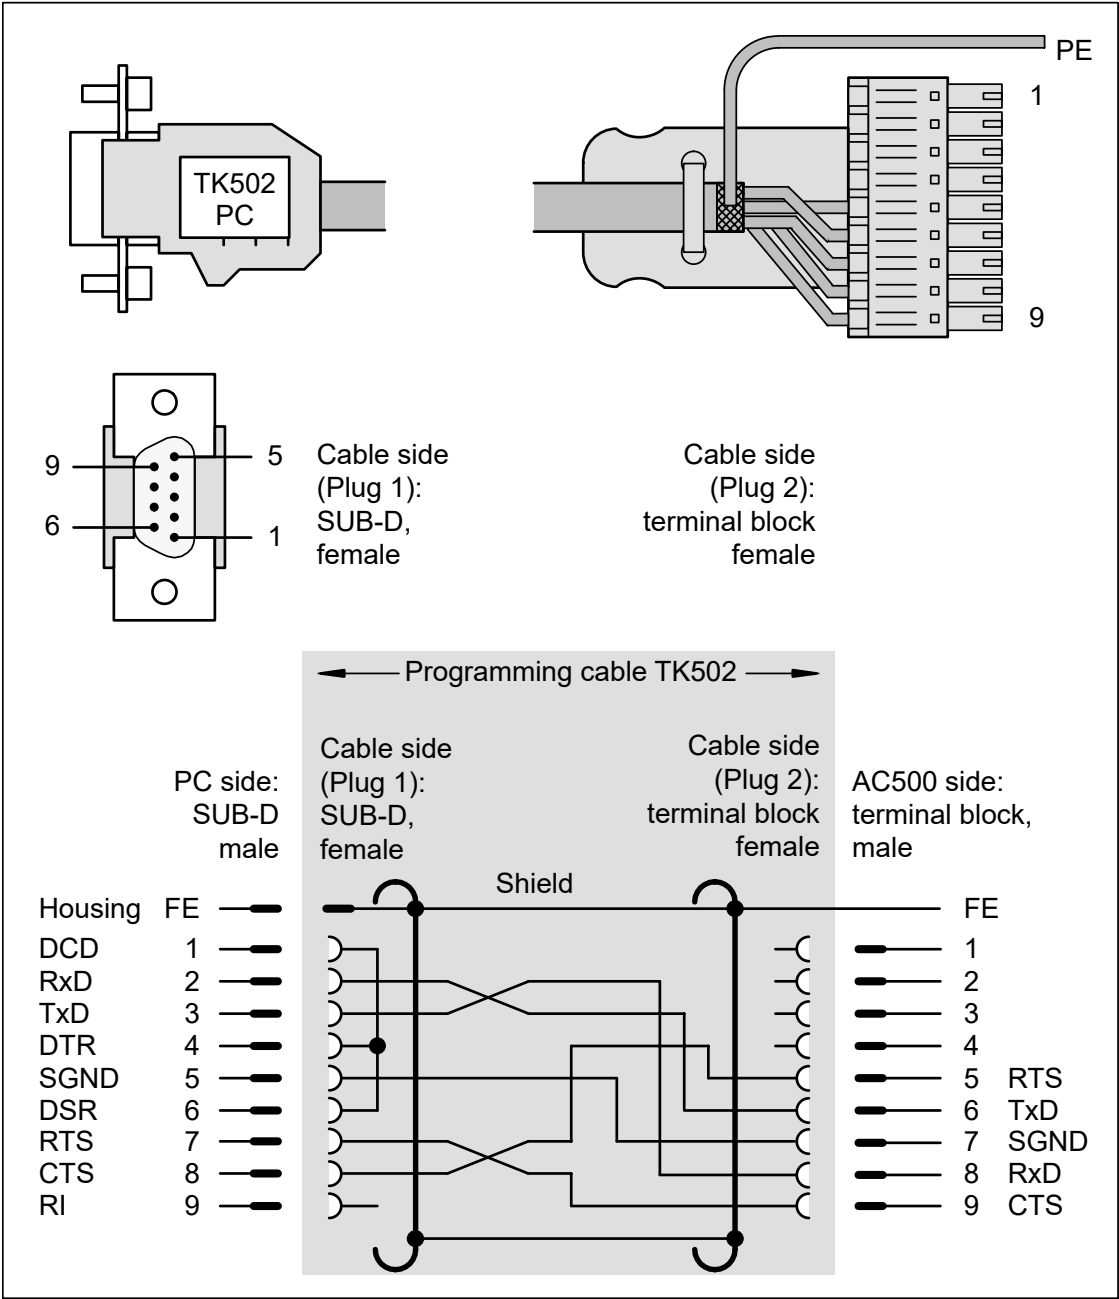 PE
1
TK502
PC
9
9
5
6
1
Cable side
(Plug 1):
SUB-D,
female
Cable side
(Plug 2):
terminal block
female
Programming cable TK502
PC side:
SUB-D
male
Cable side
(Plug 1):
SUB-D,
female
Cable side
(Plug 2):
terminal block
female
AC500 side:
terminal block,
male
Shield
Housing FE FE
DCD 1 1
RxD 2 2
TxD 3 3
DTR 4 4
SGND 5 5 RTS
DSR 6 6 TxD
RTS 7 7 SGND
CTS 8 8 RxD
RI 9 9 CTS